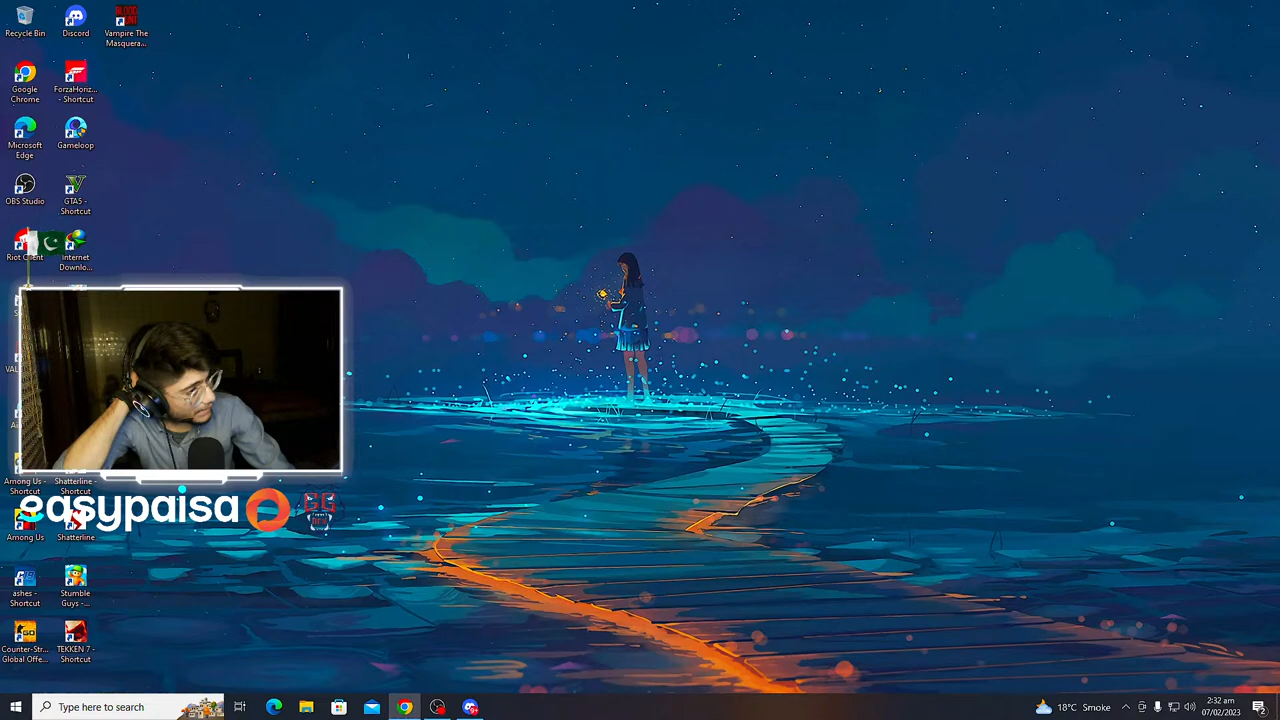 Recycle Bin
Discord
BLOOD
Vampire The
Masquera...
Google
Chrome
ForzaHoriz...
- Shortcut
Microsoft
Edge
Gameloop
OBS Studio
GTA5 -
Shortcut
Riot Client
Internet
Downlo...
Among Us -
Shortcut
Shatterline -
Shortcut
easypaisa
GG
Among Us
Shatterline
ashes -
Shortcut
Stumble
Guys -...
Counter-Str...
Global Offe...
TEKKEN 7 -
Shortcut
Type here to search
18°C Smoke
2:32 am
07/02/2023